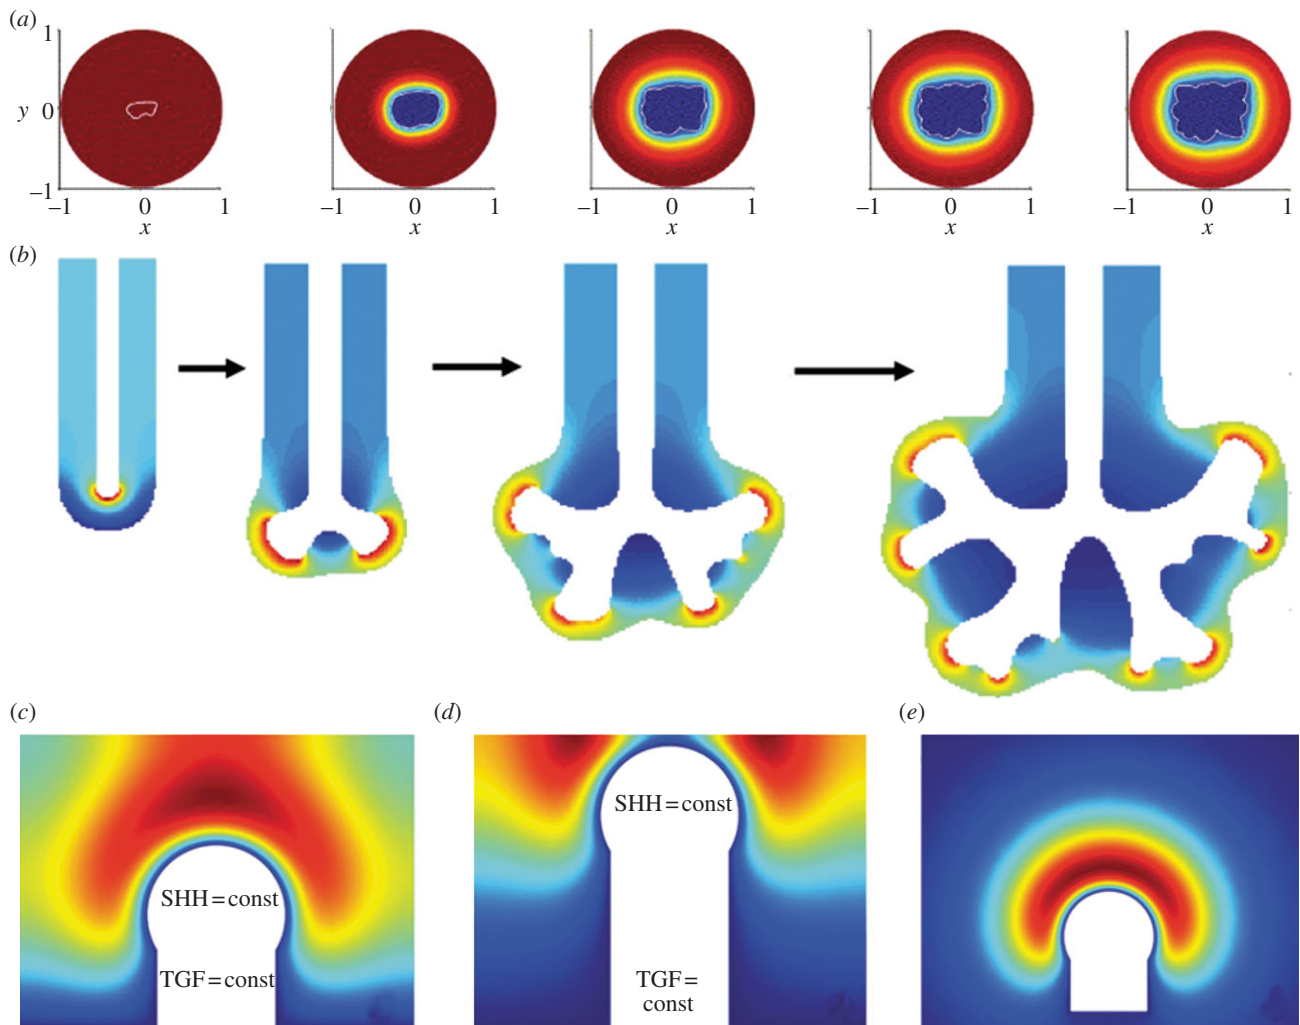 (a)
1
y 0
−1
−1 0 1
x
−1 0 1
x
−1 0 1
x
−1 0 1
x
−1 0 1
x
(b)
(c)
(d)
(e)
SHH = const
TGF = const
SHH = const
TGF =
const